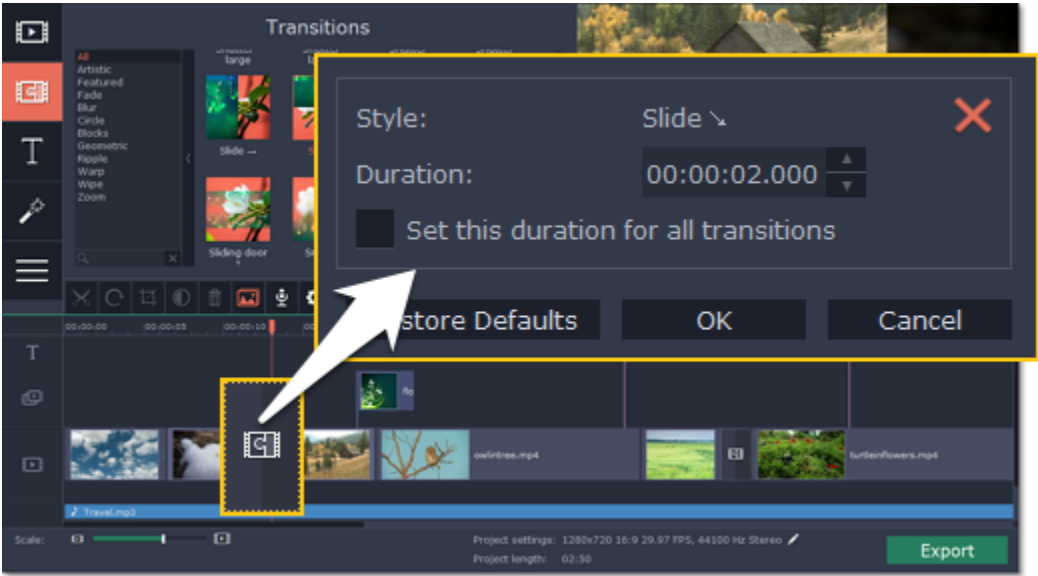 Transitions
All
Artistic
Featured
Fade
Blur
Circle
Blocks
Geometric
Ripple
Warp
Wipe
Zoom
large
Slide →
Sliding door
Style:
Slide ↘
Duration:
00:00:02.000
Set this duration for all transitions
store Defaults
OK
Cancel
00:00:00
00:00:05
00:00:10
T
flo
owlintree.mp4
turtleinflowers.mp4
Travel.mp3
Scale:
Project settings: 1280x720 16:9 29.97 FPS, 44100 Hz Stereo
Project length: 02:50
Export